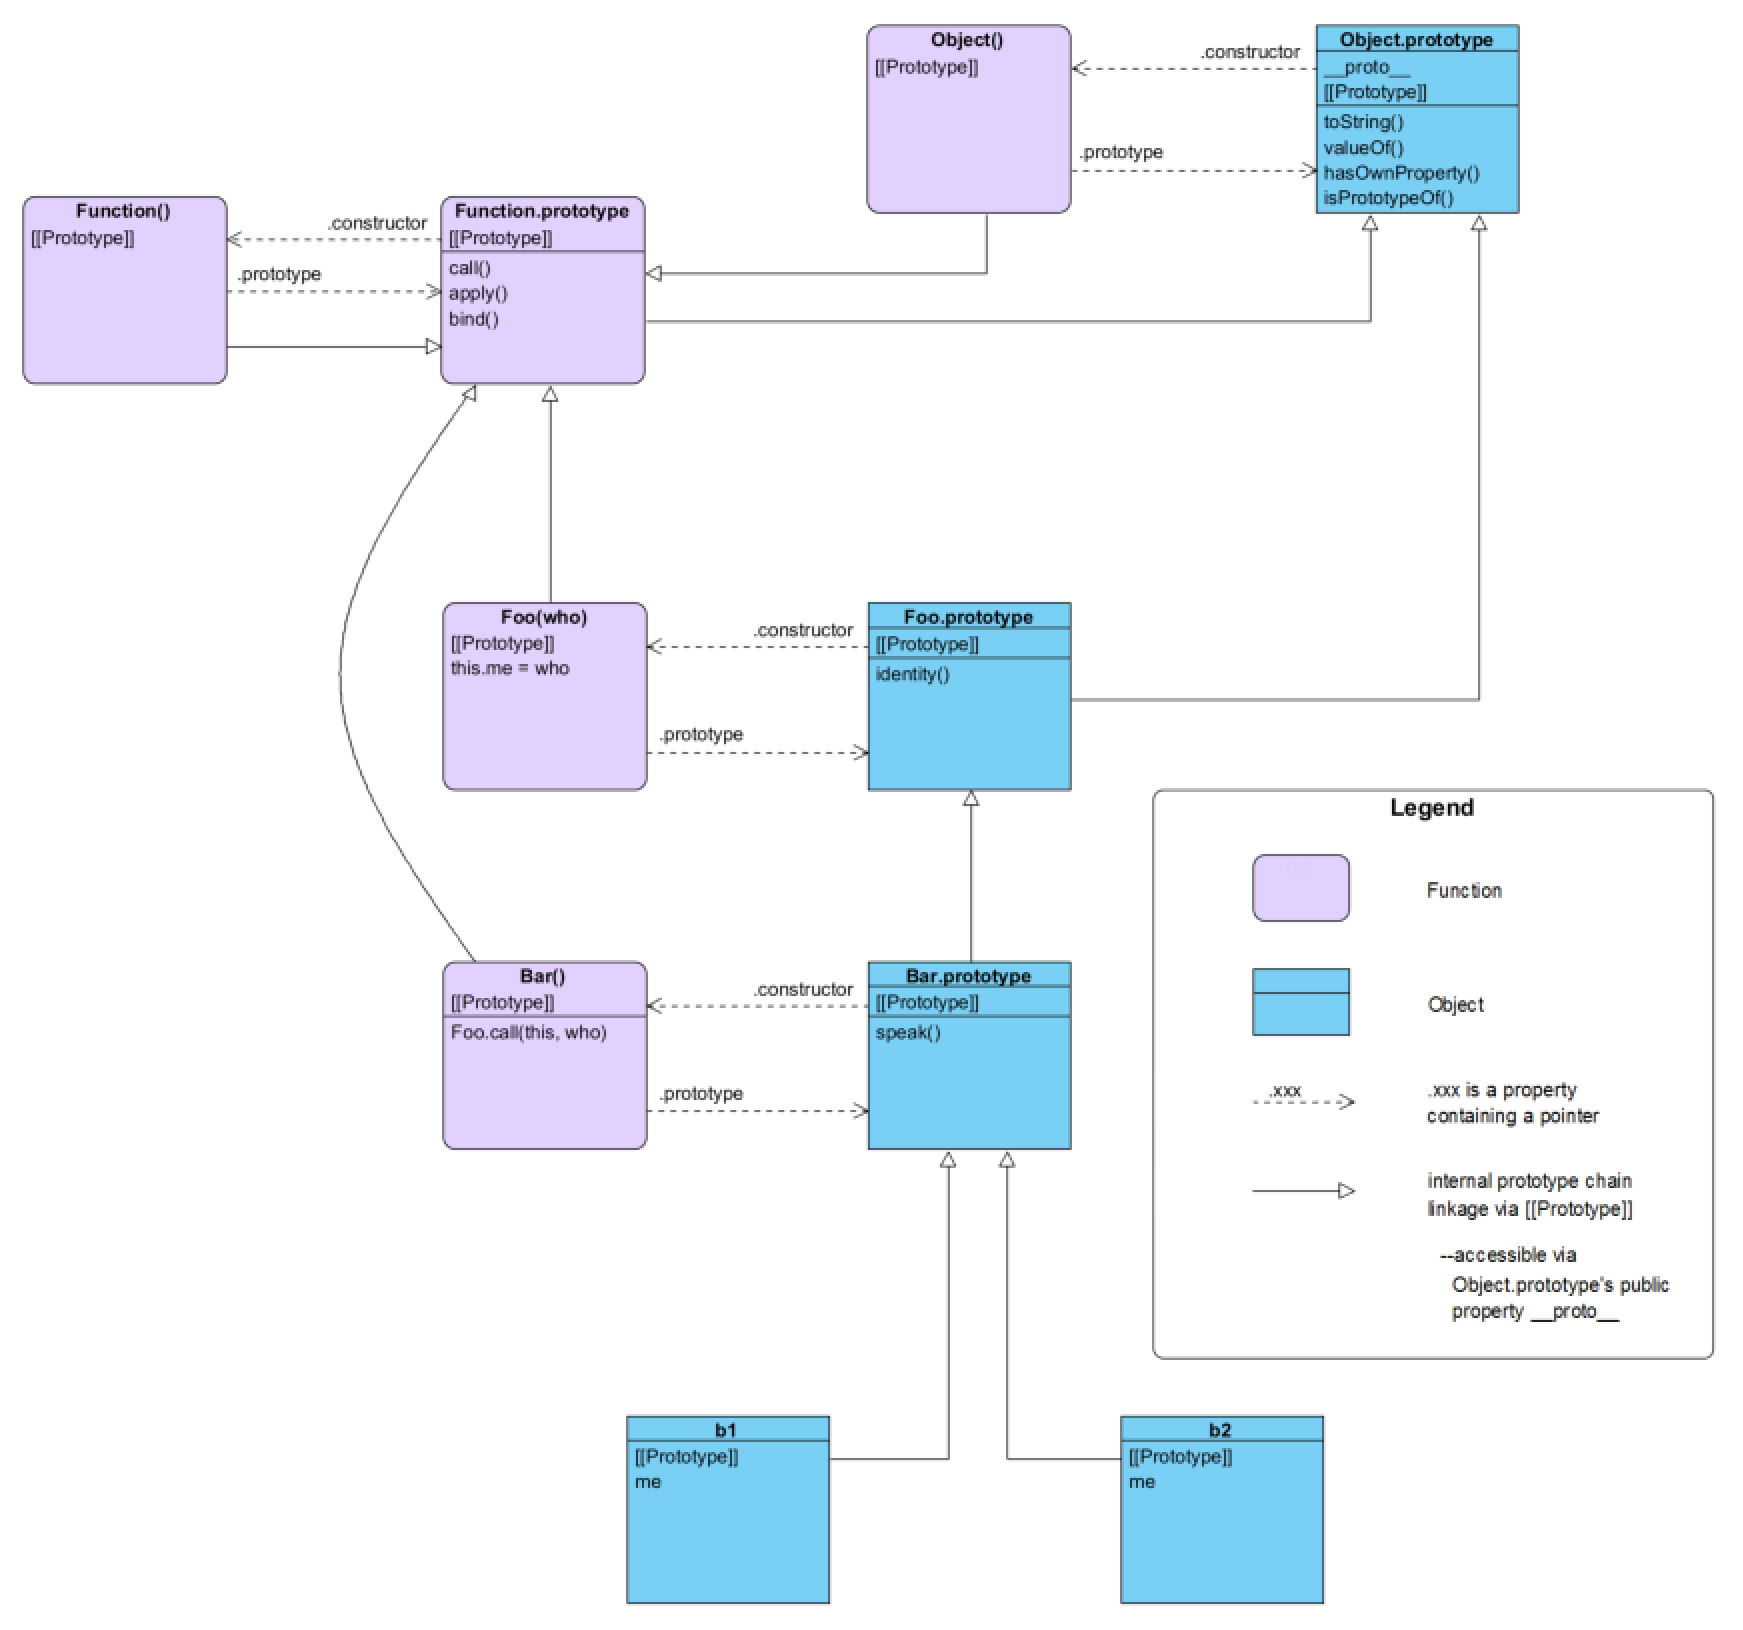 Object()
[[Prototype]]
.constructor
.prototype
Object.prototype
__proto__
[[Prototype]]
toString()
valueOf()
hasOwnProperty()
isPrototypeOf()
Function()
[[Prototype]]
.constructor
.prototype
Function.prototype
[[Prototype]]
call()
apply()
bind()
Foo(who)
[[Prototype]]
this.me = who
.constructor
.prototype
Foo.prototype
[[Prototype]]
identity()
Bar()
[[Prototype]]
Foo.call(this, who)
.constructor
.prototype
Bar.prototype
[[Prototype]]
speak()
Legend
Function
Object
.xxx
.xxx is a property
containing a pointer
internal prototype chain
linkage via [[Prototype]]
--accessible via
Object.prototype's public
property __proto__
b1
[[Prototype]]
me
b2
[[Prototype]]
me